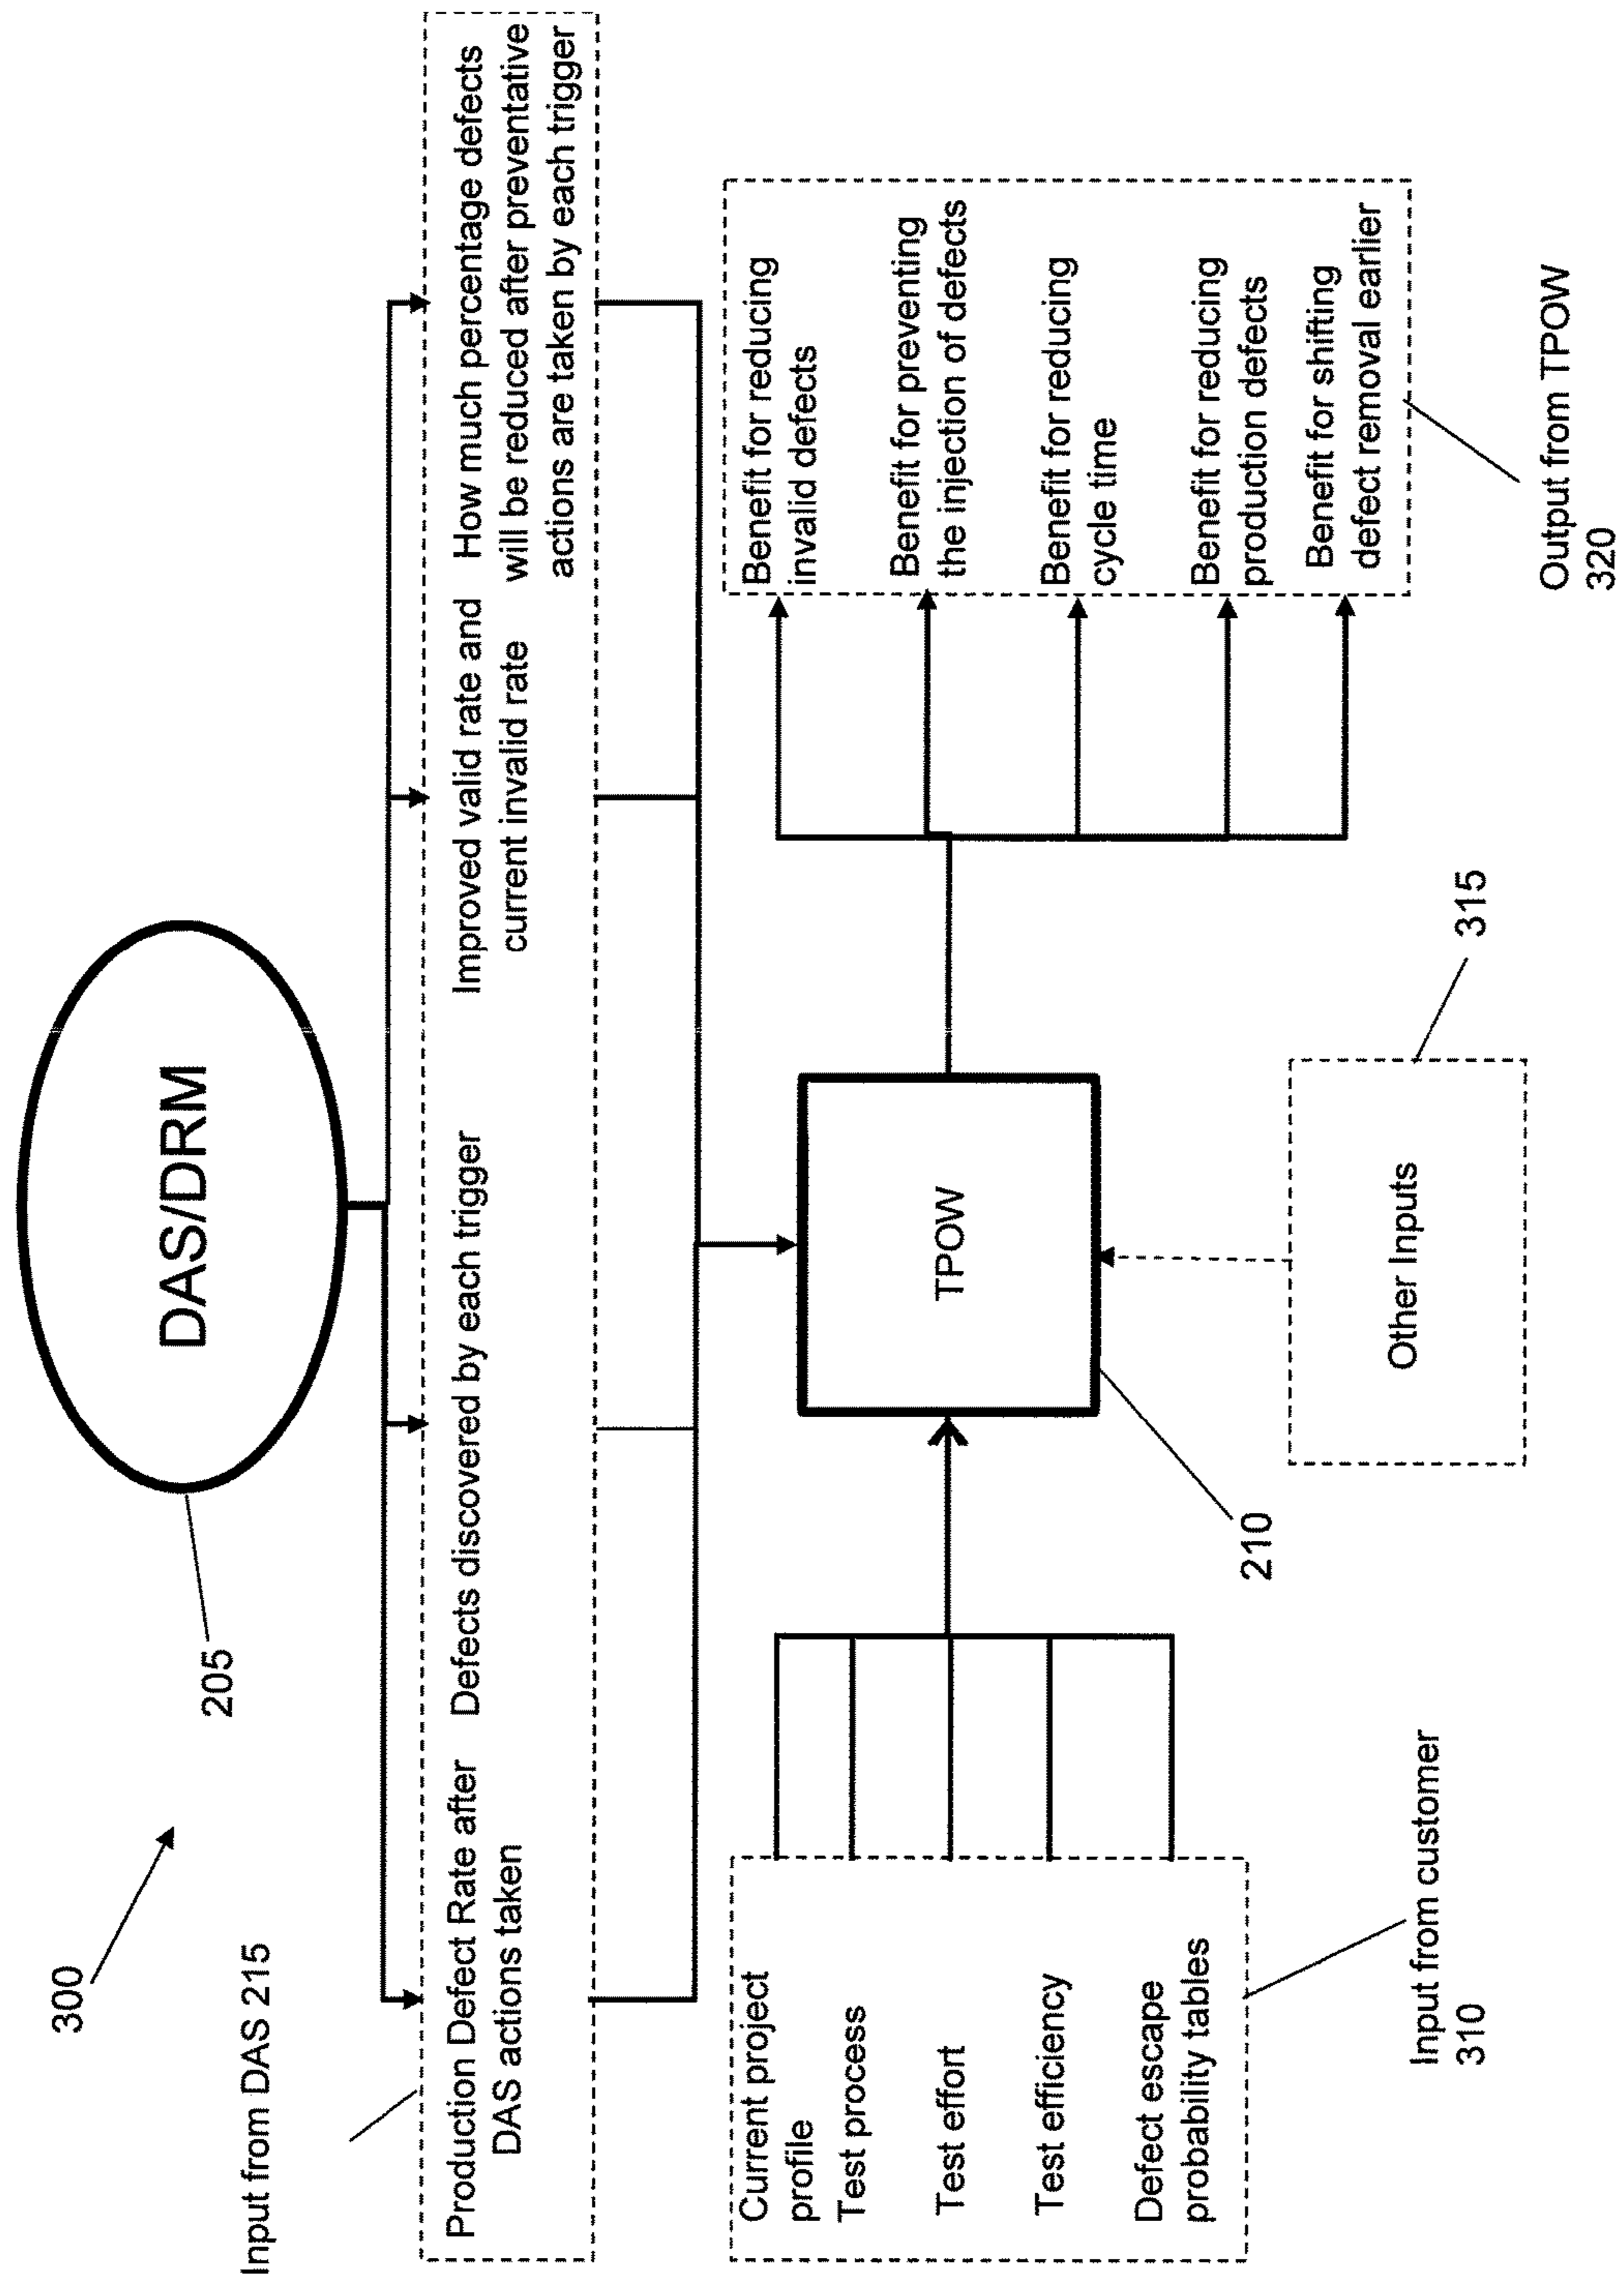 300
205
DAS/DRM
Input from DAS 215
Production Defect Rate after
DAS actions taken
Defects discovered by each trigger
Improved valid rate and
current invalid rate
How much percentage defects
will be reduced after preventative
actions are taken by each trigger
Current project
profile
Test process
Test effort
Test efficiency
Defect escape
probability tables
Input from customer
310
TPOW
210
Other Inputs
315
Benefit for reducing
invalid defects
Benefit for preventing
the injection of defects
Benefit for reducing
cycle time
Benefit for reducing
production defects
Benefit for shifting
defect removal earlier
Output from TPOW
320